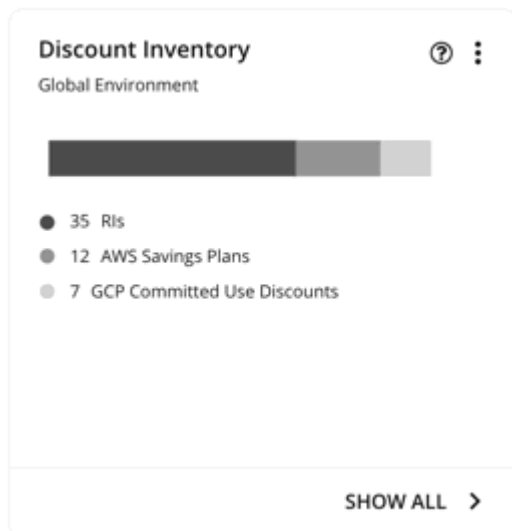 Discount Inventory
Global Environment
35 RIs
12 AWS Savings Plans
7 GCP Committed Use Discounts
SHOW ALL